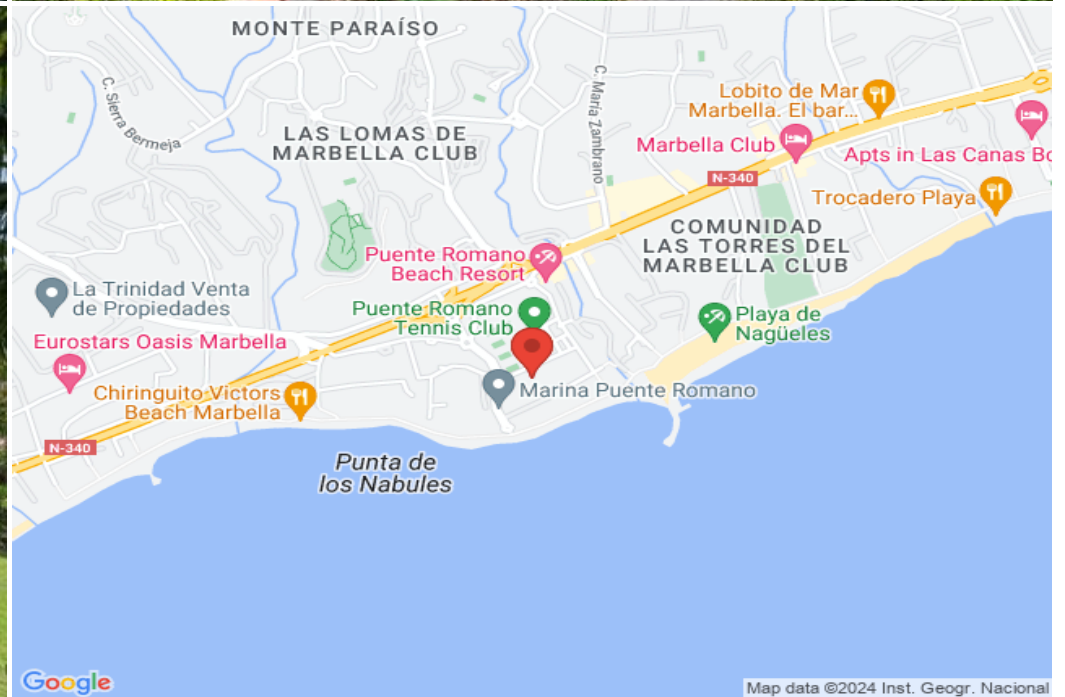 MONTE PARAÍSO
C. Sierra Bermeja
LAS LOMAS DE
MARBELLA CLUB
C. María Zambrano
Lobito de Mar
Marbella. El bar...
Marbella Club
Apts in Las Canas Bo
N-340
Trocadero Playa
COMUNIDAD
LAS TORRES DEL
MARBELLA CLUB
Puente Romano
Beach Resort
La Trinidad Venta
de Propiedades
Puente Romano
Tennis Club
Playa de
Nagüeles
Eurostars Oasis Marbella
Marina Puente Romano
Chiringuito Victors
Beach Marbella
N-340
Punta de
los Nabules
Google
Map data ©2024 Inst. Geogr. Nacional